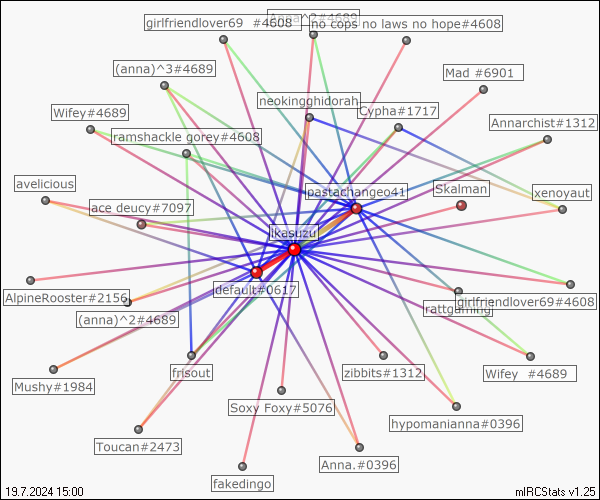 Anna^2#4689
girlfriendlover69 #4608
no cops no laws no hope#4608
(anna)^3#4689
Mad #6901
neokingghidorah
Wifey#4689
Cypha#1717
Annarchist#1312
ramshackle gorey#4608
avelicious
pastachangeo41
Skalman
xenoyaut
ace deucy#7097
likasuzu
default#0617
AlpineRooster#2156
girlfriendlover69#4608
rattgaming
(anna)^2#4689
frisout
zibbits#1312
Wifey #4689
Mushy#1984
Soxy Foxy#5076
hypomanianna#0396
Toucan#2473
Anna.#0396
fakedingo
19.7.2024 15:00
mIRCStats v1.25